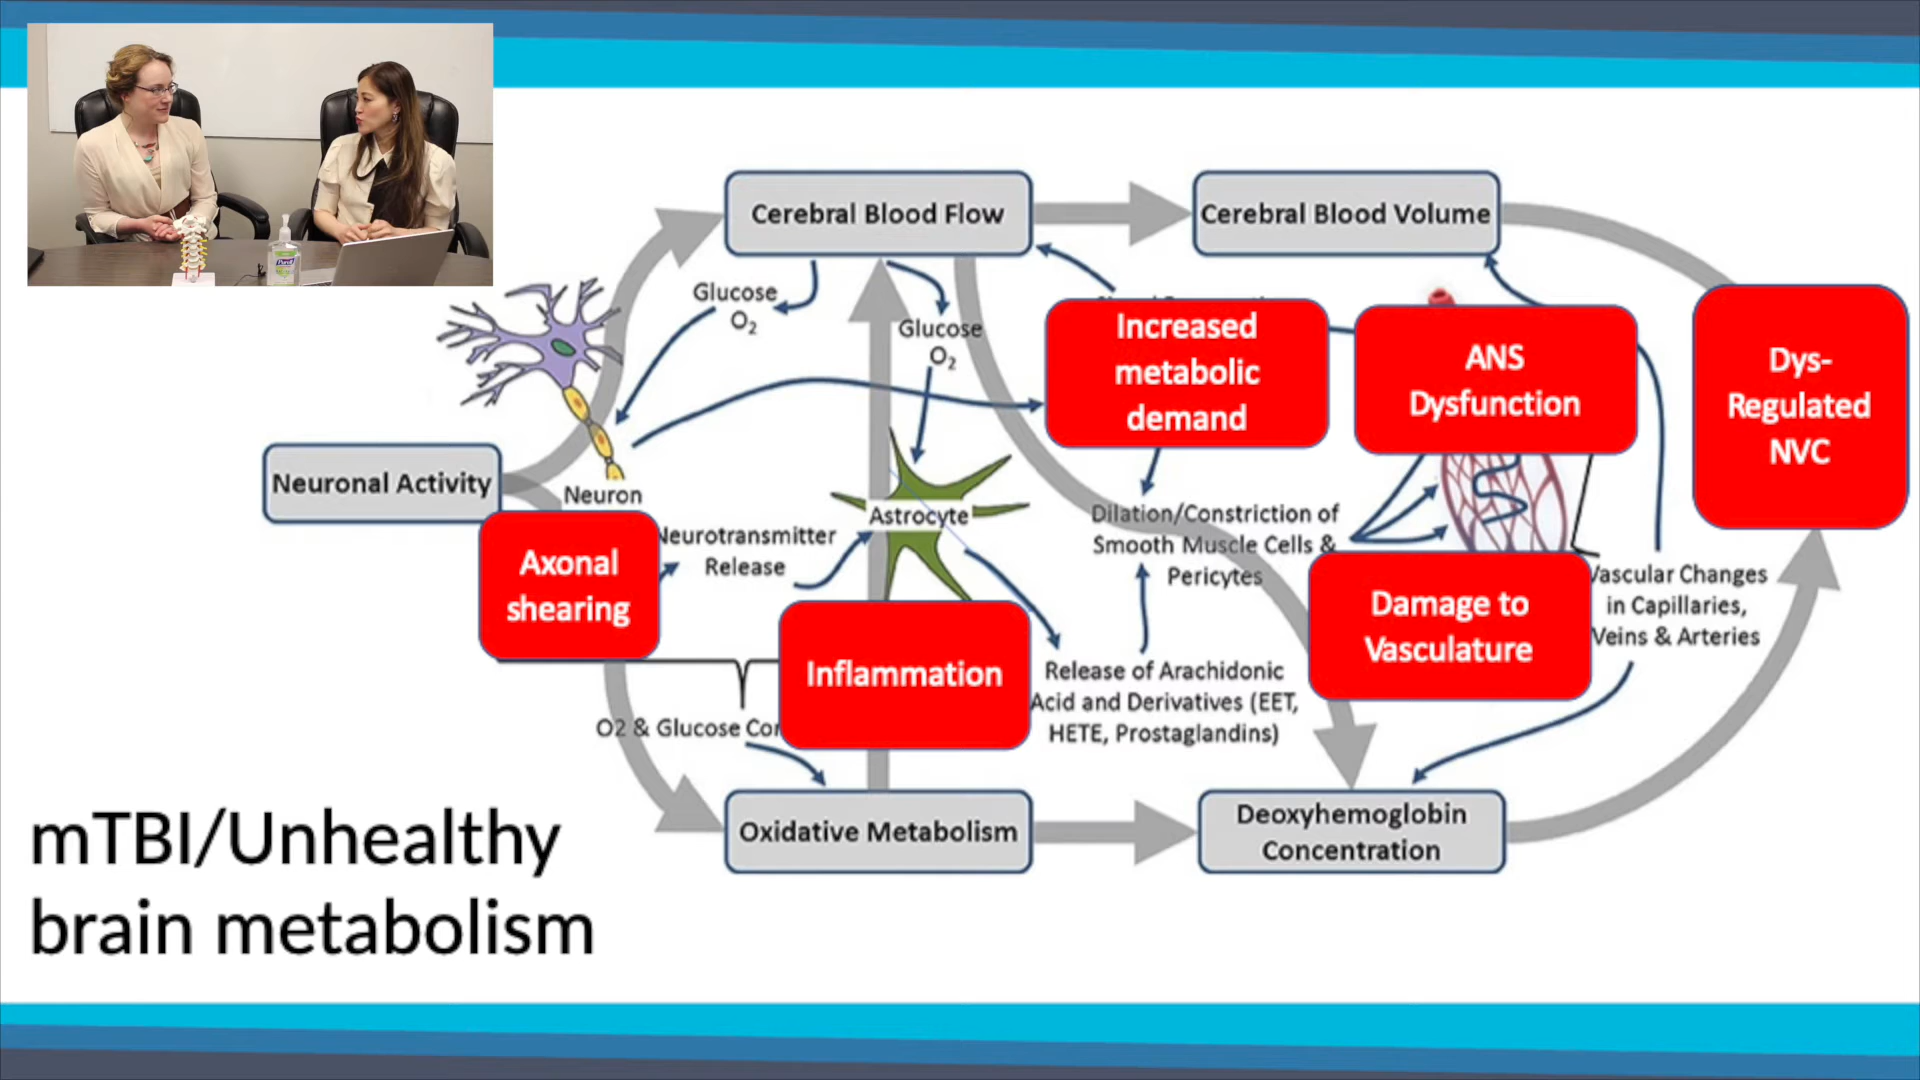 Cerebral Blood Flow
Cerebral Blood Volume
Glucose
O2
Glucose
O2
Increased
metabolic
demand
ANS
Dysfunction
Dys-
Regulated
NVC
Neuronal Activity
Neuron
Astrocyte
Neurotransmitter
Release
Axonal
shearing
Dilation/Constriction of
Smooth Muscle Cells &
Pericytes
Damage to
Vasculature
Vascular Changes
in Capillaries,
Veins & Arteries
Inflammation
Release of Arachidonic
Acid and Derivatives (EET,
HETE, Prostaglandins)
O2 & Glucose Con
Oxidative Metabolism
Deoxyhemoglobin
Concentration
mTBI/Unhealthy
brain metabolism